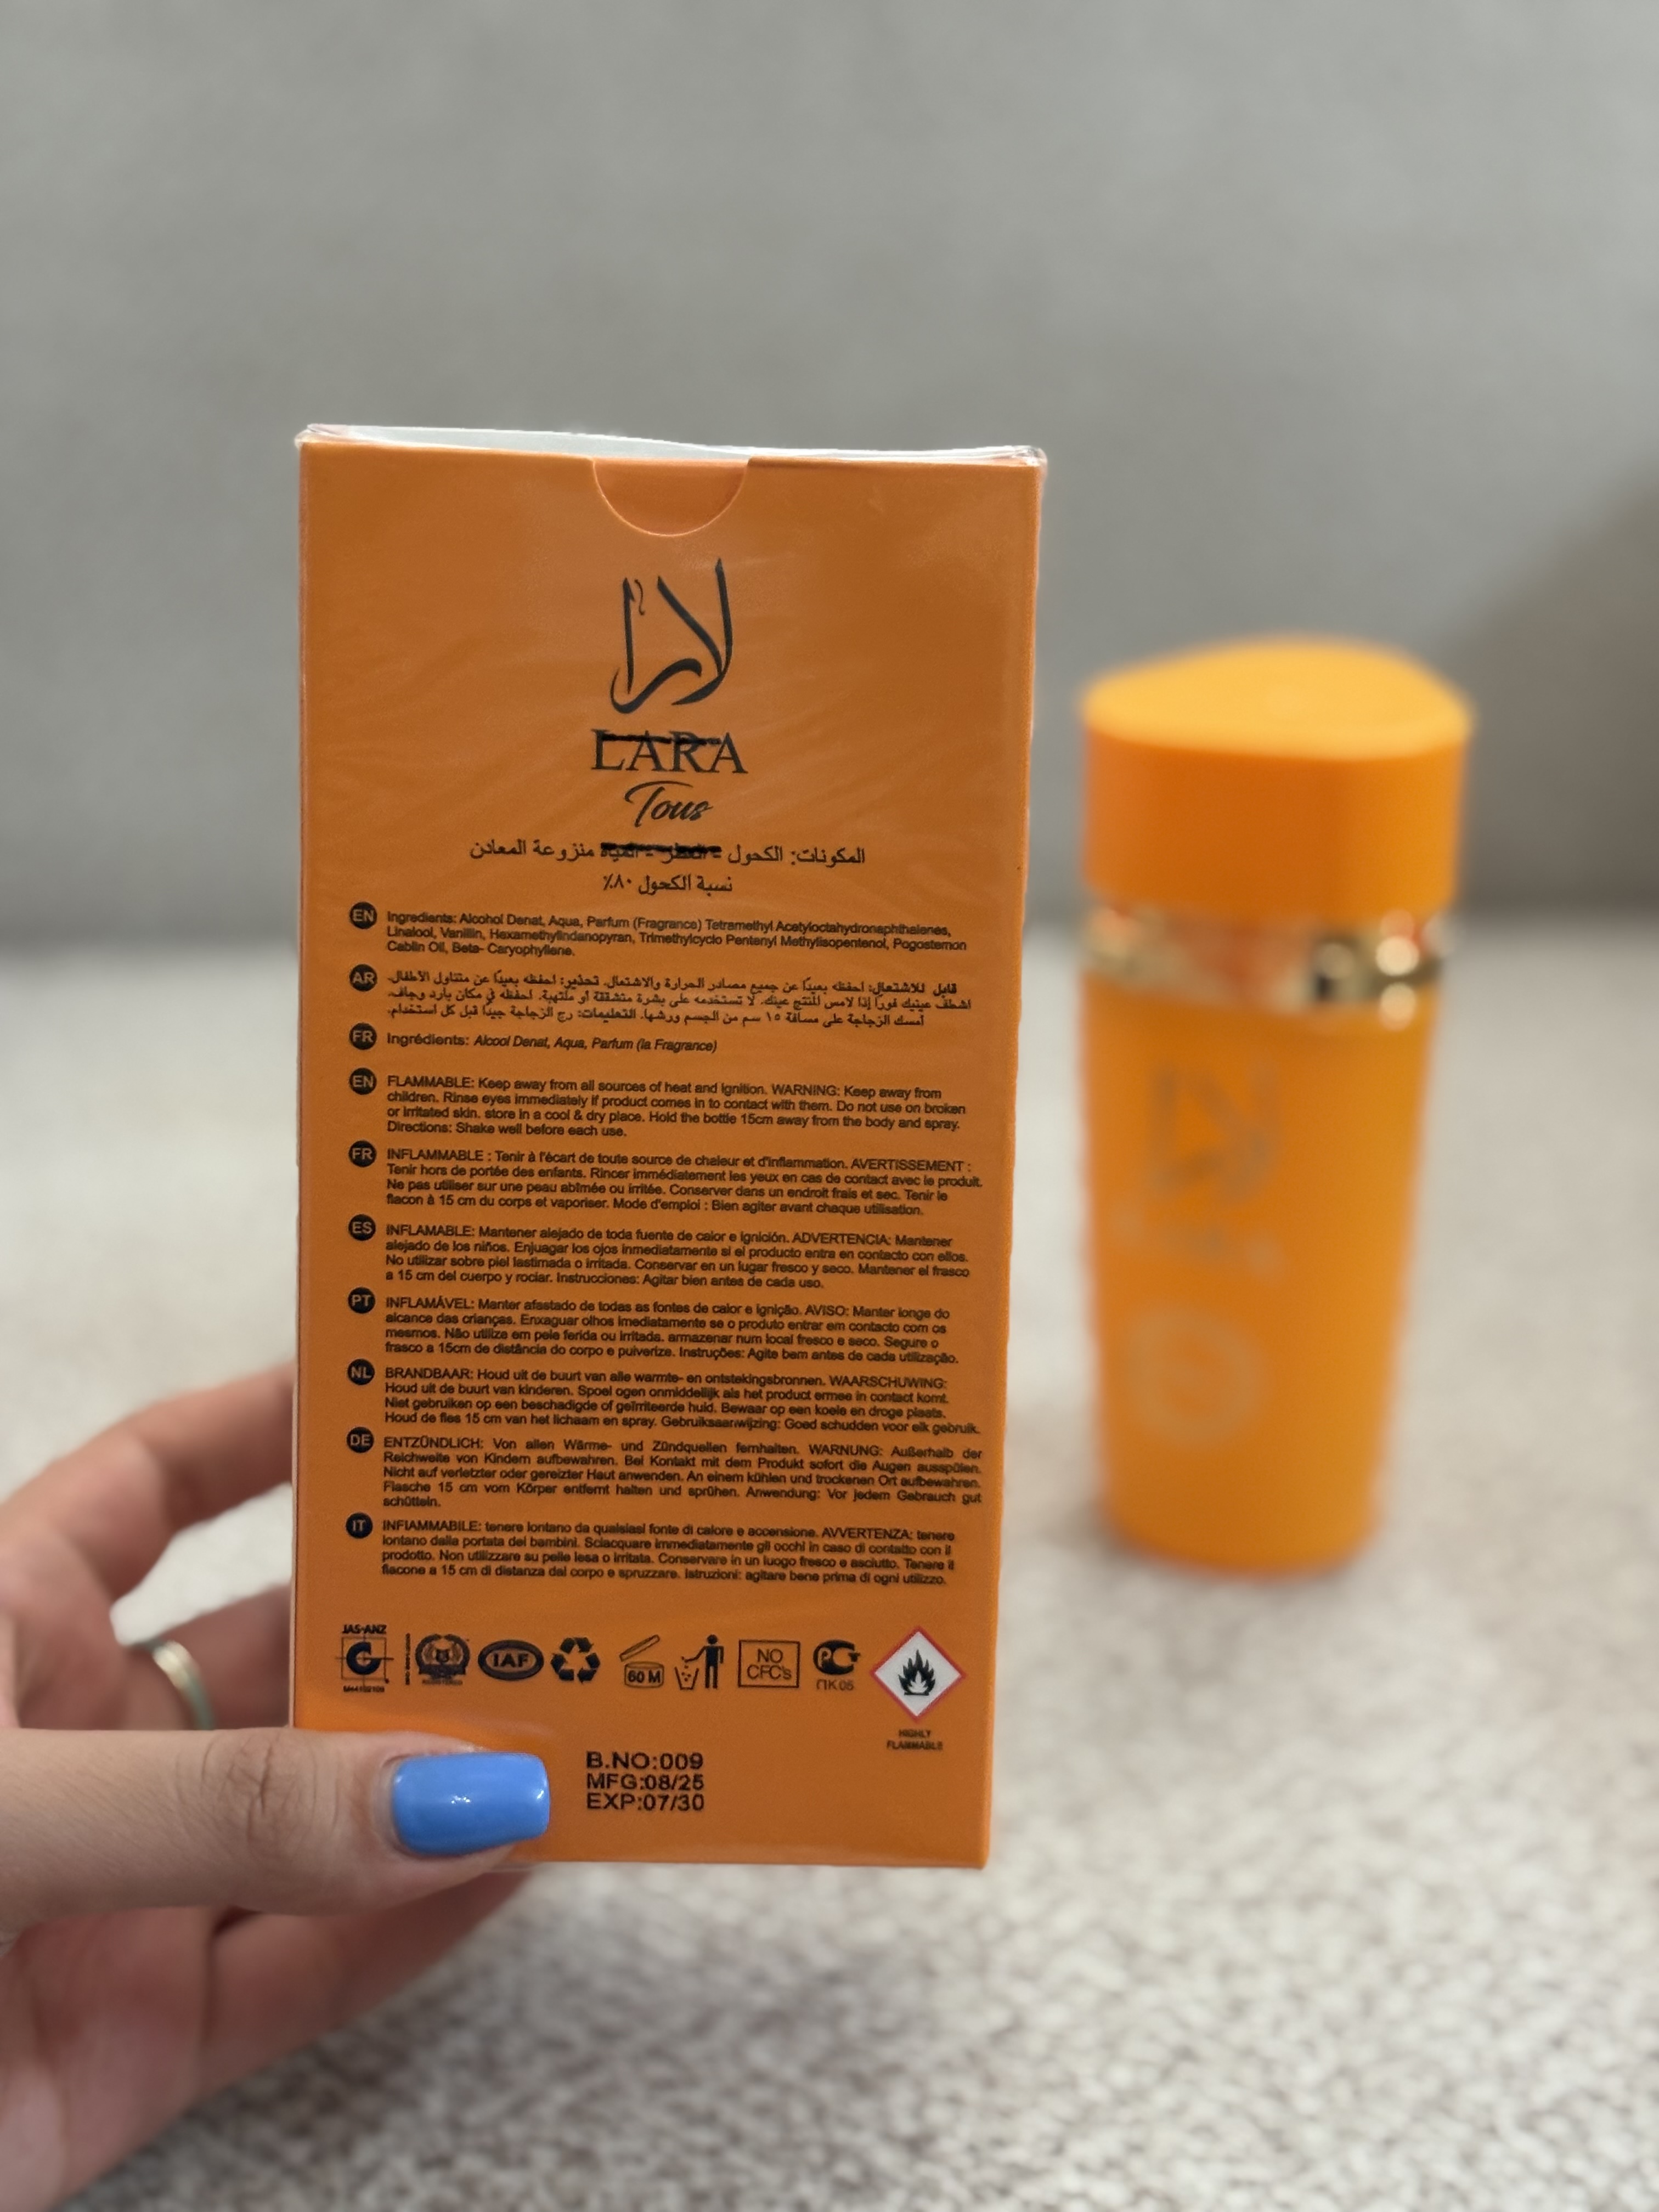 لارا
LARA
Tous
المكونات: الكحول - العطر - المياه منزوعة المعادن
نسبة الكحول ٨٠٪
EN Ingredients: Alcohol Denat, Aqua, Parfum (Fragrance) Tetramethyl Acetyloctahydronaphthalenes,
Linalool, Vanillin, Hexamethylindanopyran, Trimethylcyclo Pentenyl Methylisopentenol, Pogostemon
Cablin Oil, Beta- Caryophyllene.
AR قابل للاشتعال: احفظه بعيدًا عن جميع مصادر الحرارة والاشتعال. تحذير: احفظه بعيدًا عن متناول الأطفال.
اشطف عينيك فورًا إذا لامس المنتج عينك. لا تستخدمه على بشرة متشققة أو ملتهبة. احفظه في مكان بارد وجاف.
أمسك الزجاجة على مسافة ١٥ سم من الجسم ورشها. التعليمات: رج الزجاجة جيدًا قبل كل استخدام.
FR Ingrédients: Alcool Denat, Aqua, Parfum (la Fragrance)
EN FLAMMABLE: Keep away from all sources of heat and ignition. WARNING: Keep away from
children. Rinse eyes immediately if product comes in to contact with them. Do not use on broken
or irritated skin. store in a cool & dry place. Hold the bottle 15cm away from the body and spray.
Directions: Shake well before each use.
FR INFLAMMABLE : Tenir à l'écart de toute source de chaleur et d'inflammation. AVERTISSEMENT :
Tenir hors de portée des enfants. Rincer immédiatement les yeux en cas de contact avec le produit.
Ne pas utiliser sur une peau abîmée ou irritée. Conserver dans un endroit frais et sec. Tenir le
flacon à 15 cm du corps et vaporiser. Mode d'emploi : Bien agiter avant chaque utilisation.
ES INFLAMABLE: Mantener alejado de toda fuente de calor e ignición. ADVERTENCIA: Mantener
alejado de los niños. Enjuagar los ojos inmediatamente si el producto entra en contacto con ellos.
No utilizar sobre piel lastimada o irritada. Conservar en un lugar fresco y seco. Mantener el frasco
a 15 cm del cuerpo y rociar. Instrucciones: Agitar bien antes de cada uso.
PT INFLAMÁVEL: Manter afastado de todas as fontes de calor e ignição. AVISO: Manter longe do
alcance das crianças. Enxaguar olhos imediatamente se o produto entrar em contacto com os
mesmos. Não utilize em pele ferida ou irritada. armazenar num local fresco e seco. Segure o
frasco a 15cm de distância do corpo e pulverize. Instruções: Agite bem antes de cada utilização.
NL BRANDBAAR: Houd uit de buurt van alle warmte- en ontstekingsbronnen. WAARSCHUWING:
Houd uit de buurt van kinderen. Spoel ogen onmiddellijk als het product ermee in contact komt.
Niet gebruiken op een beschadigde of geïrriteerde huid. Bewaar op een koele en droge plaats.
Houd de fles 15 cm van het lichaam en spray. Gebruiksaanwijzing: Goed schudden voor elk gebruik.
DE ENTZÜNDLICH: Von allen Wärme- und Zündquellen fernhalten. WARNUNG: Außerhalb der
Reichweite von Kindern aufbewahren. Bei Kontakt mit dem Produkt sofort die Augen ausspülen.
Nicht auf verletzter oder gereizter Haut anwenden. An einem kühlen und trockenen Ort aufbewahren.
Flasche 15 cm vom Körper entfernt halten und sprühen. Anwendung: Vor jedem Gebrauch gut
schütteln.
IT INFIAMMABILE: tenere lontano da qualsiasi fonte di calore e accensione. AVVERTENZA: tenere
lontano dalla portata dei bambini. Sciacquare immediatamente gli occhi in caso di contatto con il
prodotto. Non utilizzare su pelle lesa o irritata. Conservare in un luogo fresco e asciutto. Tenere il
flacone a 15 cm di distanza dal corpo e spruzzare. Istruzioni: agitare bene prima di ogni utilizzo.
JAS-ANZ
IAF
60 M
NO
CFC's
ПК05
HIGHLY
FLAMMABLE
B.NO:009
MFG:08/25
EXP:07/30